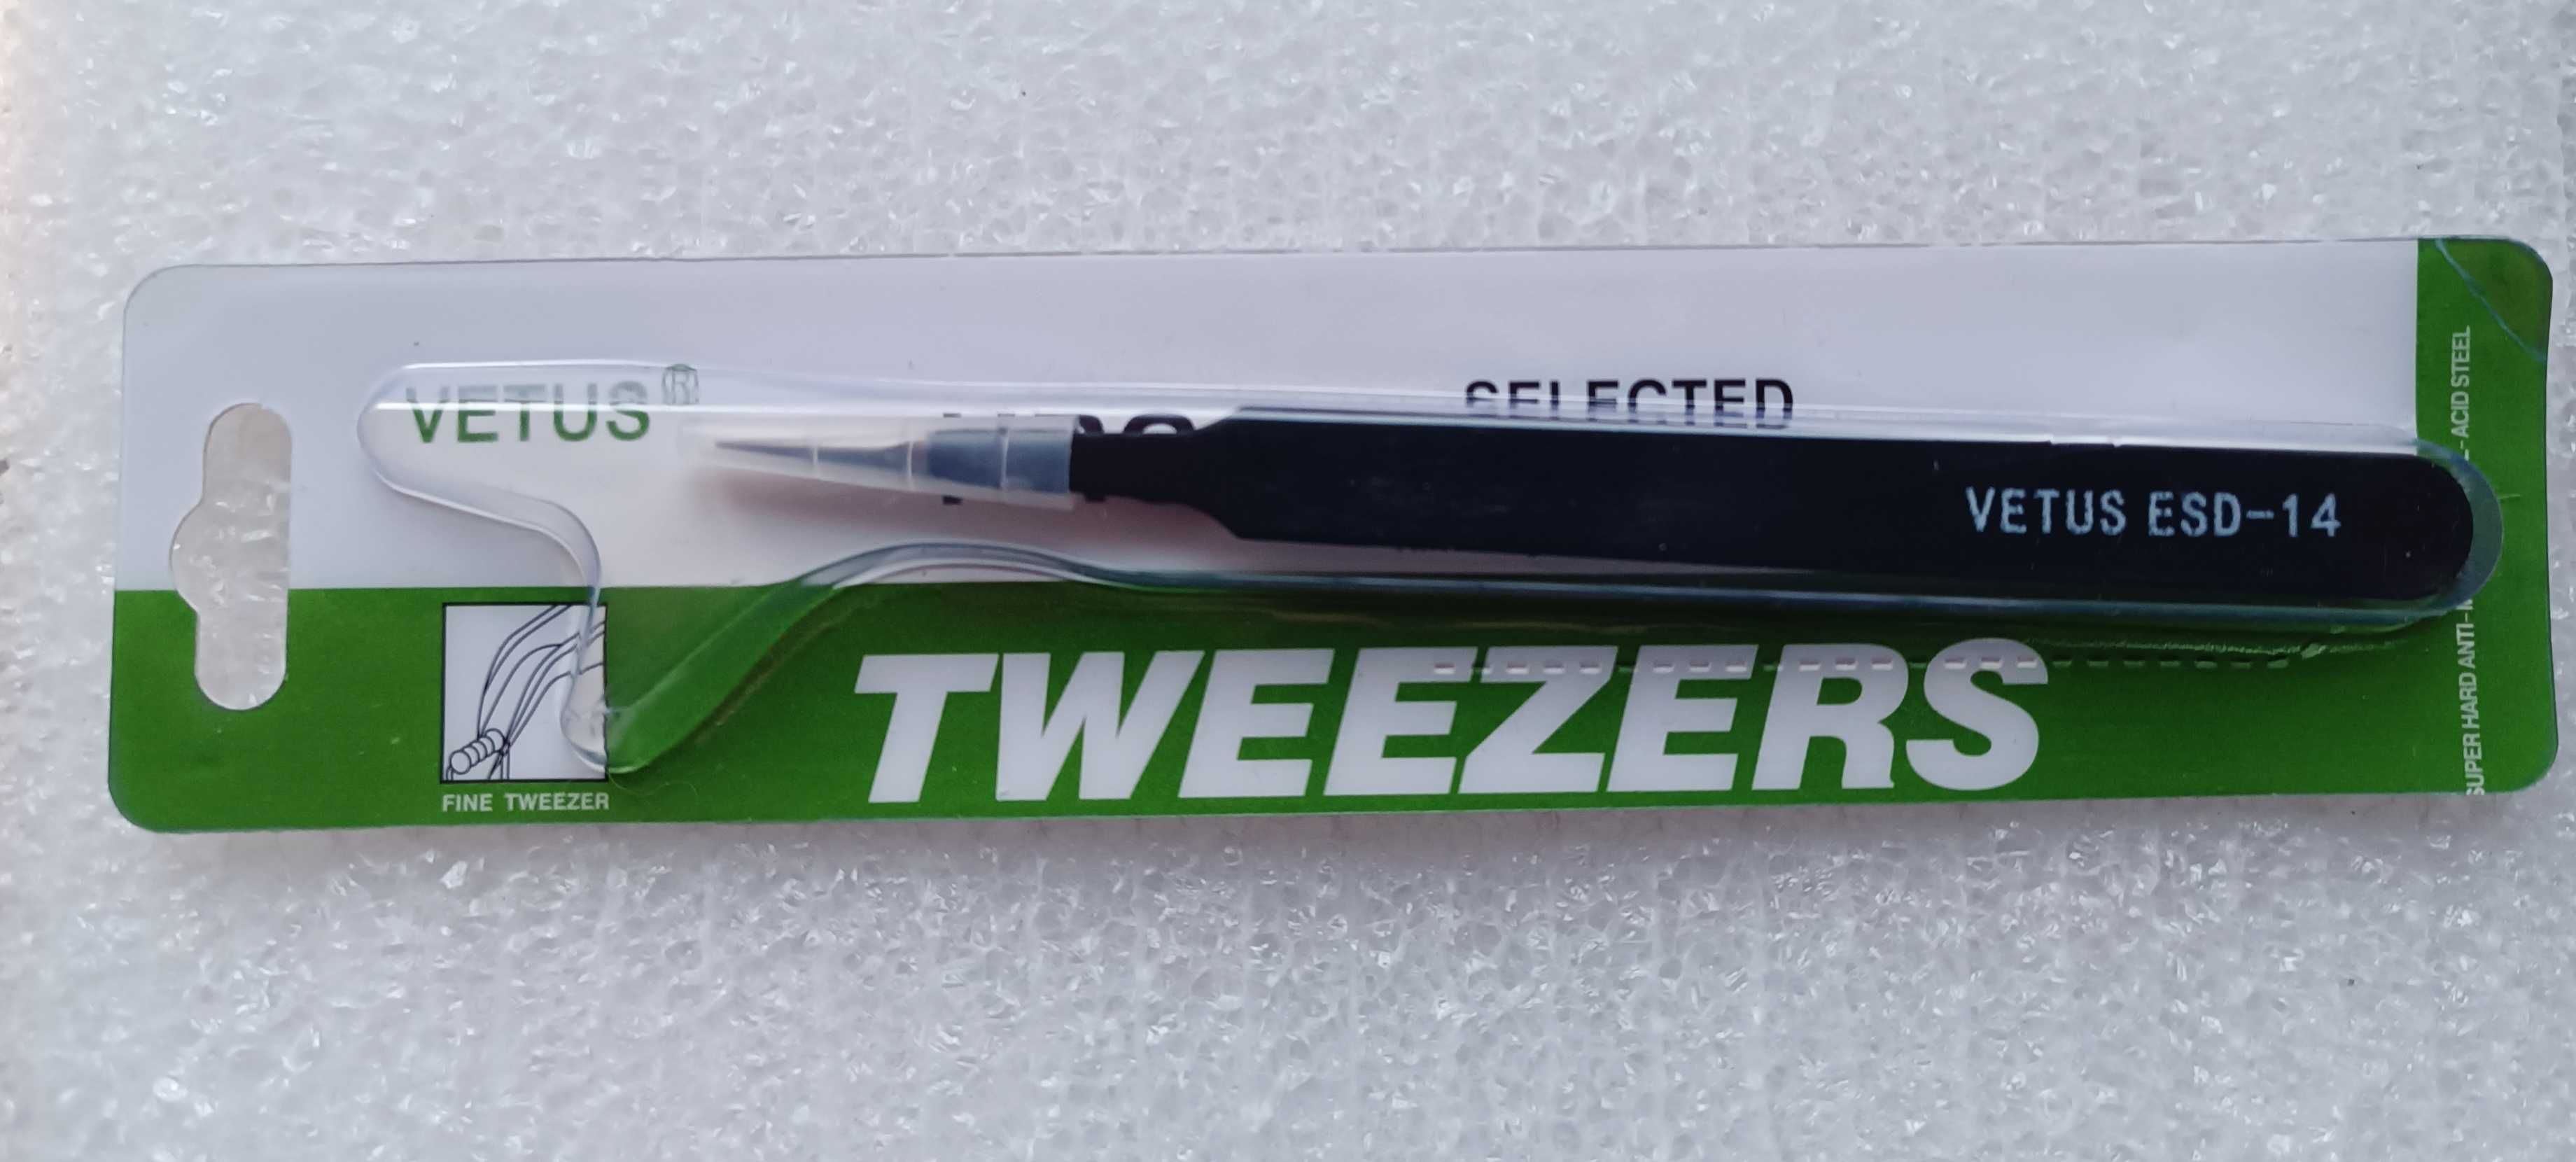 VETUS®
SELECTED
VETUS ESD-14
FINE TWEEZER
TWEEZERS
SUPER HARD ANTI- - ACID STEEL